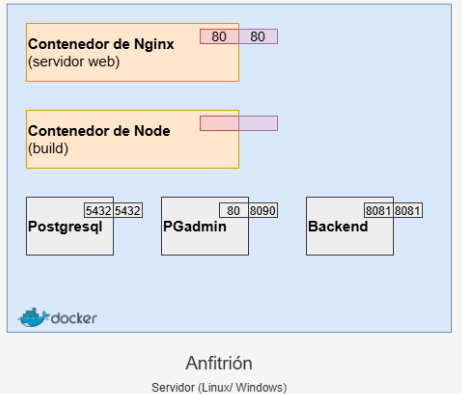 80 80
Contenedor de Nginx
(servidor web)
Contenedor de Node
(build)
5432 5432
Postgresql
80 8090
PGadmin
8081 8081
Backend
docker
Anfitrión
Servidor (Linux/ Windows)